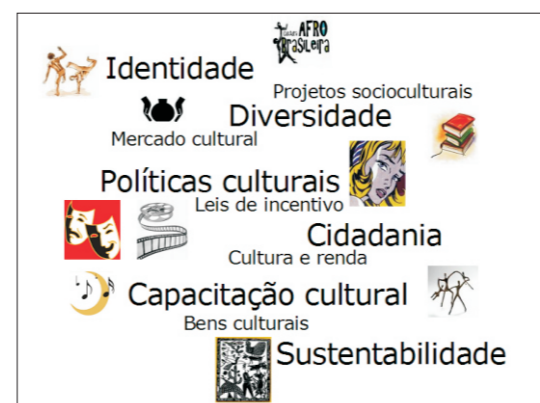 Cultura AFRO
BrasileirA
Identidade
Projetos socioculturais
Diversidade
Mercado cultural
Políticas culturais
Leis de incentivo
Cidadania
Cultura e renda
Capacitação cultural
Bens culturais
Sustentabilidade